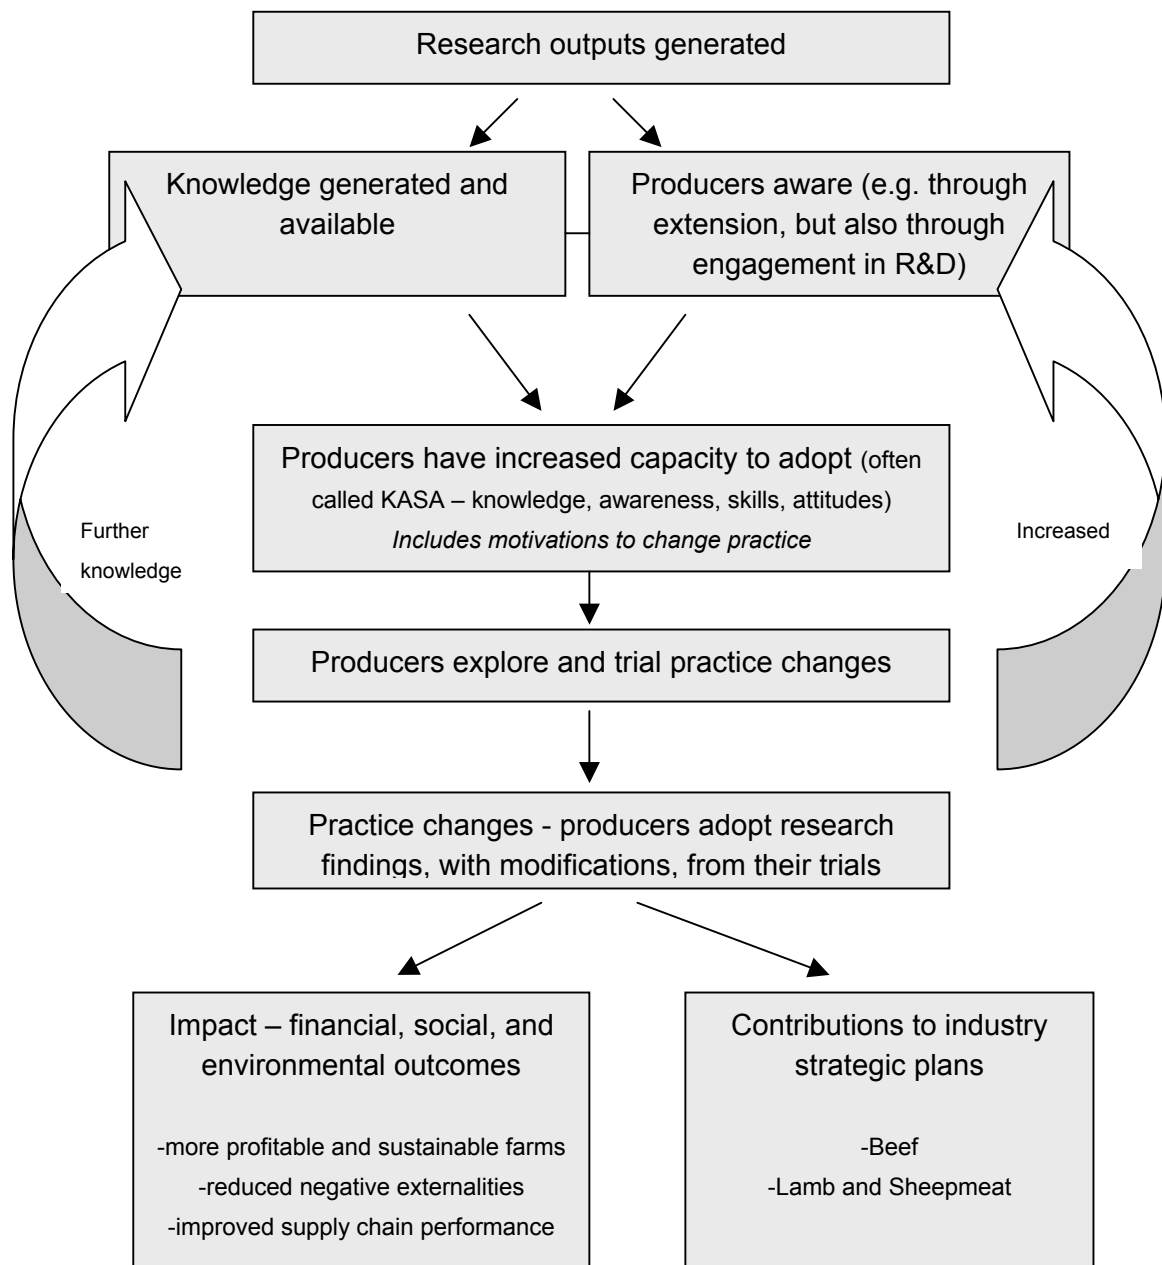 Research outputs generated
Knowledge generated and
available
Producers aware (e.g. through
extension, but also through
engagement in R&D)
Producers have increased capacity to adopt (often
called KASA – knowledge, awareness, skills, attitudes)
Includes motivations to change practice
Further
knowledge
Increased
Producers explore and trial practice changes
Practice changes - producers adopt research
findings, with modifications, from their trials
Impact – financial, social, and
environmental outcomes
-more profitable and sustainable farms
-reduced negative externalities
-improved supply chain performance
Contributions to industry
strategic plans
-Beef
-Lamb and Sheepmeat